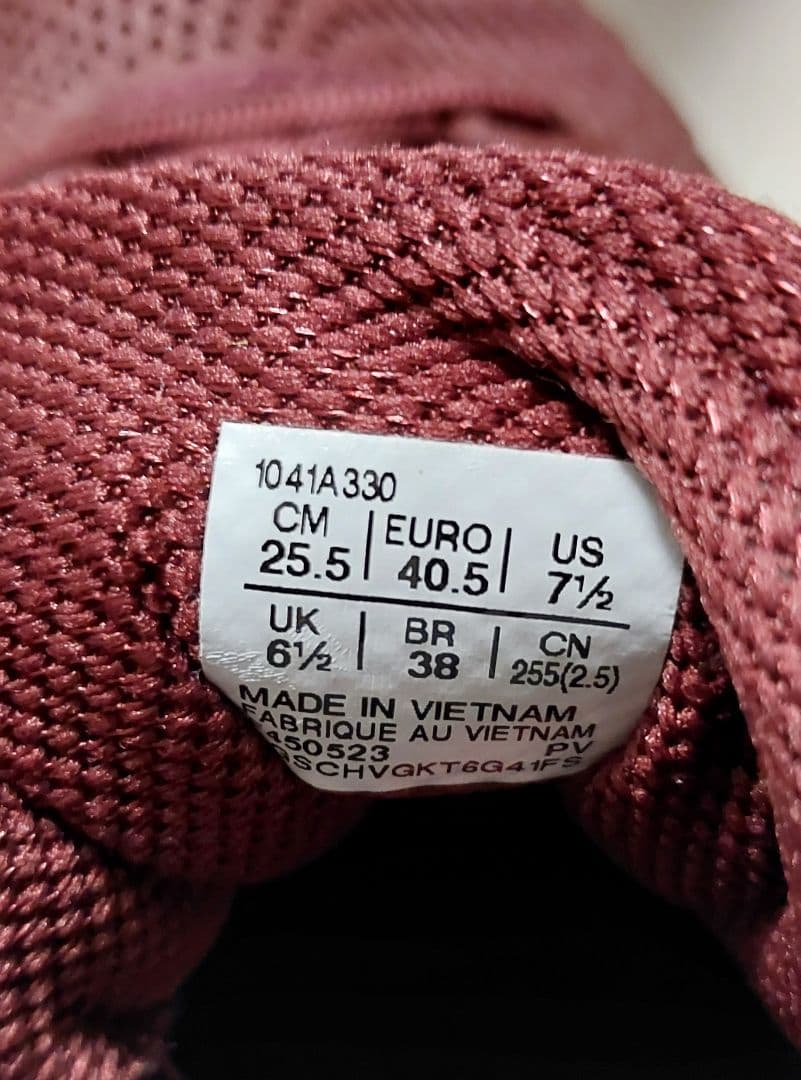 1041A330
CM | EURO | US
25.5 | 40.5 | 7½
UK | BR | CN
6½ | 38 | 255(2.5)
MADE IN VIETNAM
FABRIQUE AU VIETNAM
450523 PV
SCHVGKT6G41FS